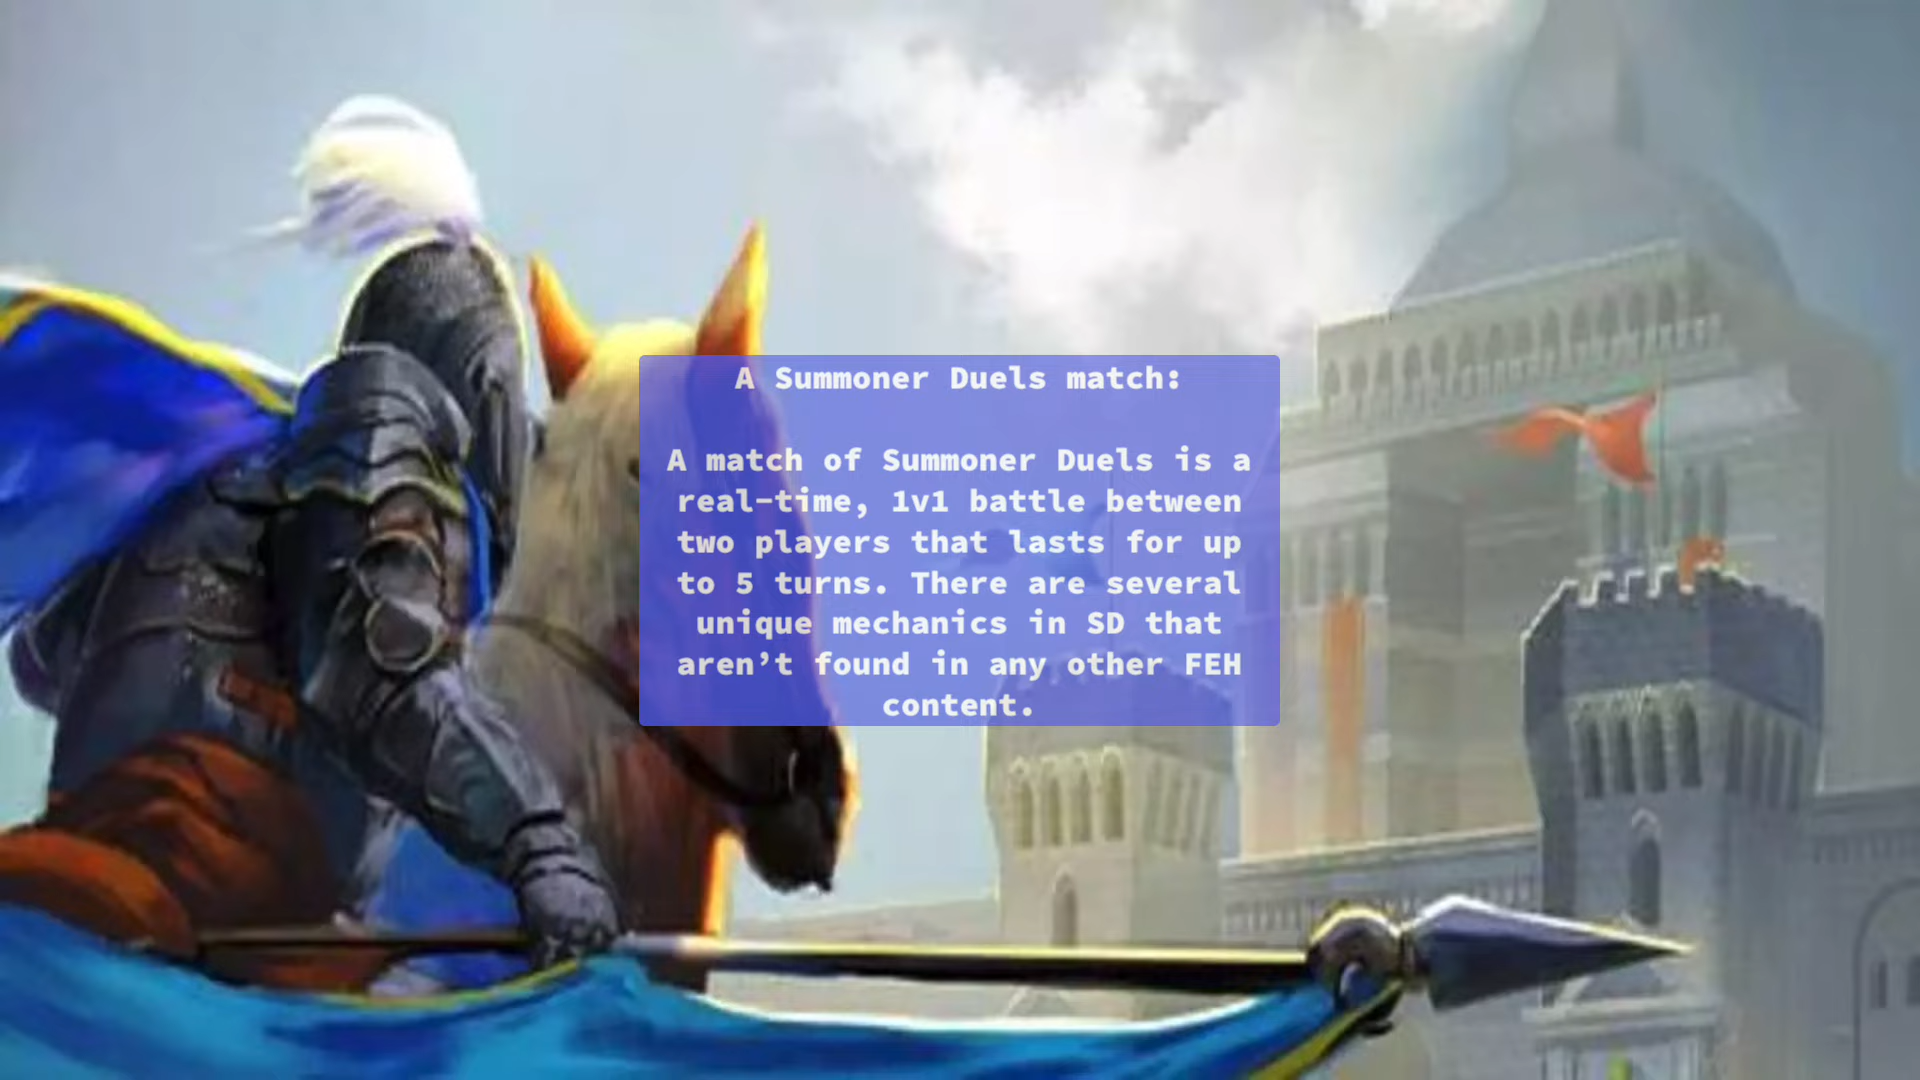 A Summoner Duels match:
A match of Summoner Duels is a
real-time, 1v1 battle between
two players that lasts for up
to 5 turns. There are several
unique mechanics in SD that
aren’t found in any other FEH
content.